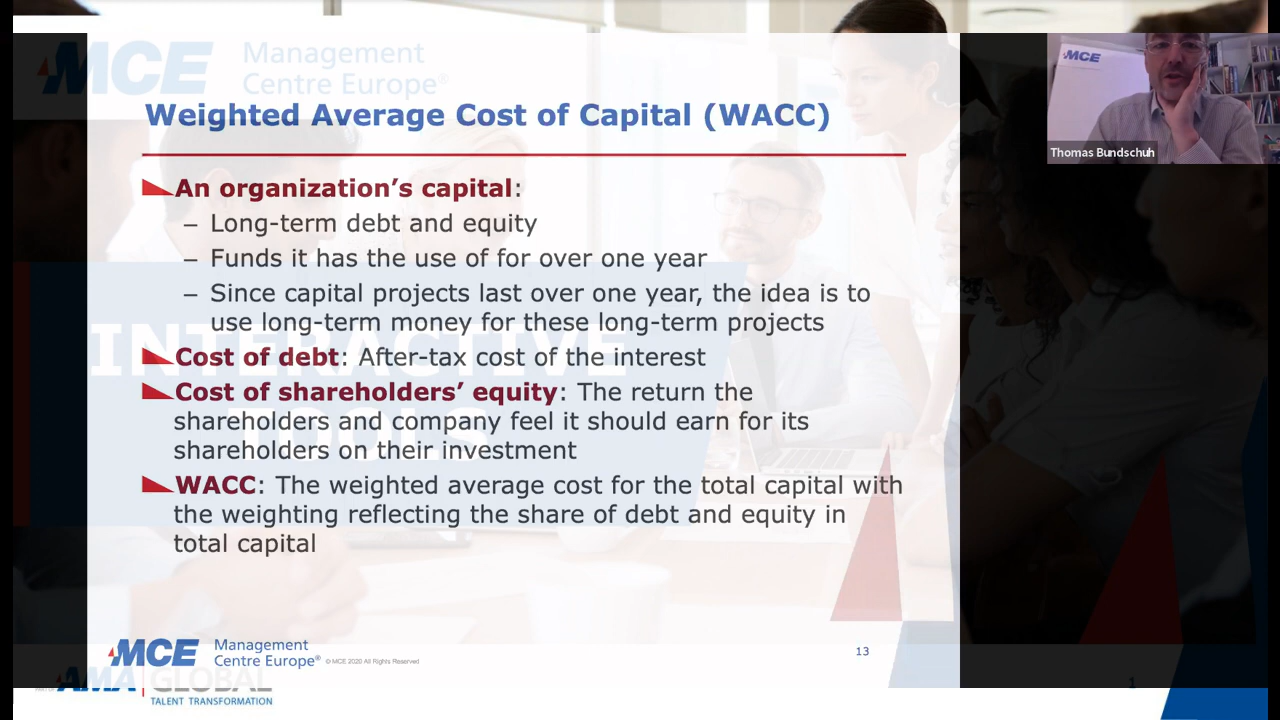 MCE Management
Centre Europe®
Weighted Average Cost of Capital (WACC)
An organization's capital:
– Long-term debt and equity
– Funds it has the use of for over one year
– Since capital projects last over one year, the idea is to
use long-term money for these long-term projects
INTERACTIVE
TOOLS
Cost of debt: After-tax cost of the interest
Cost of shareholders' equity: The return the
shareholders and company feel it should earn for its
shareholders on their investment
WACC: The weighted average cost for the total capital with
the weighting reflecting the share of debt and equity in
total capital
MCE Management
Centre Europe® © MCE 2020 All Rights Reserved
13
AMA GLOBAL
TALENT TRANSFORMATION
1
MCE
Thomas Bundschuh